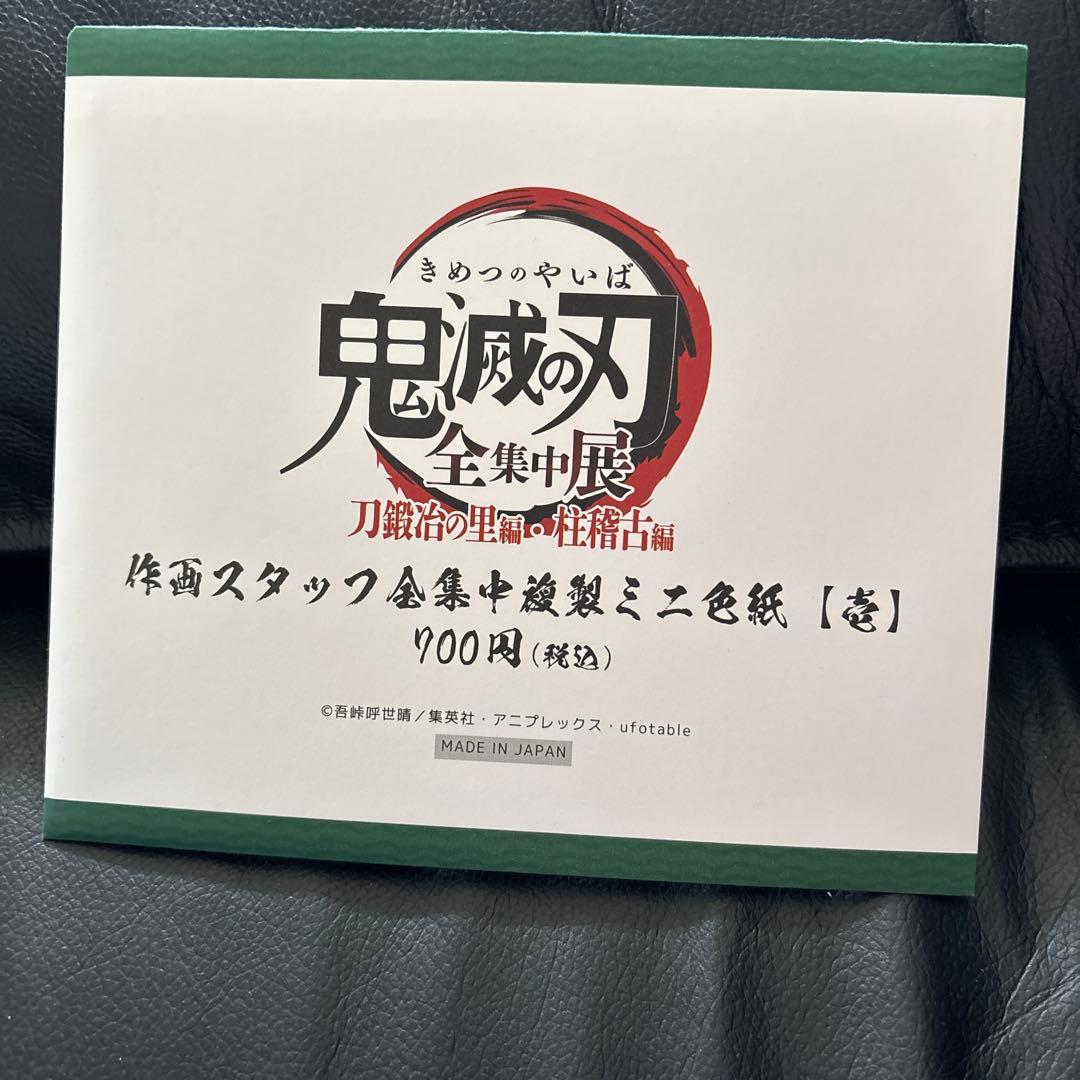 きめつのやいば
鬼滅の刃
全集中展
刀鍛冶の里編・柱稽古編
作画スタッフ全集中複製ミニ色紙【壱】
700円(税込)
©吾峠呼世晴／集英社・アニプレックス・ufotable
MADE IN JAPAN